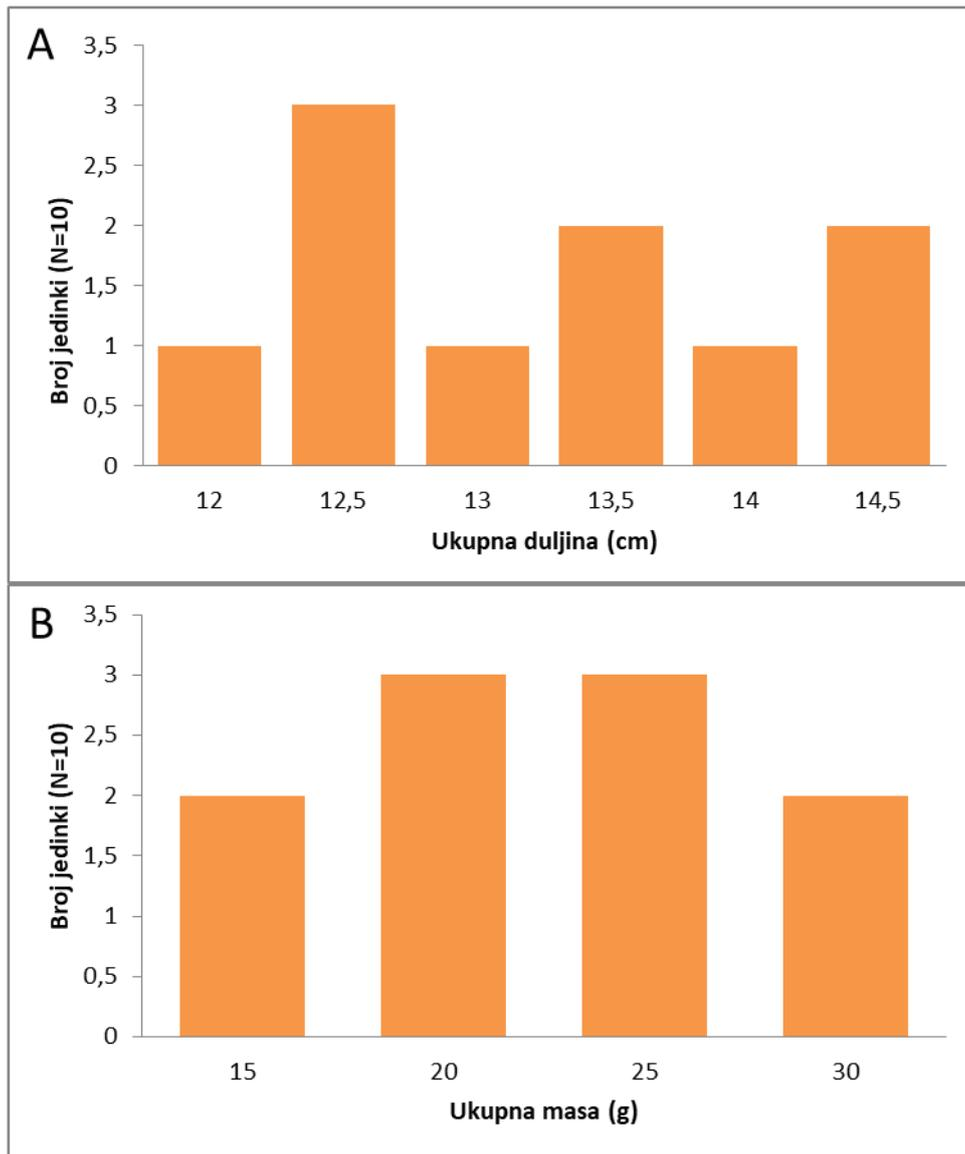 A
3,5
3
2,5
2
1,5
1
0,5
0
Broj jedinki (N=10)
12 12,5 13 13,5 14 14,5
Ukupna duljina (cm)
B
3,5
3
2,5
2
1,5
1
0,5
0
Broj jedinki (N=10)
15 20 25 30
Ukupna masa (g)